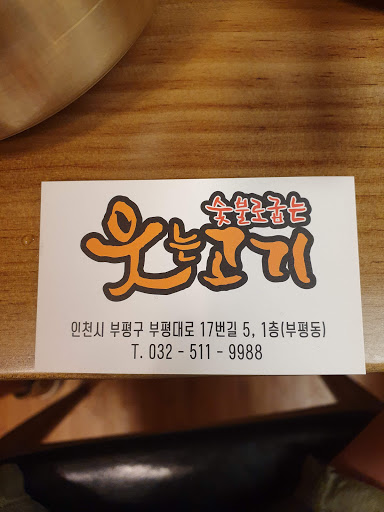 숯불로굽는
웃는고기
인천시 부평구 부평대로 17번길 5, 1층(부평동)
T. 032 - 511 - 9988